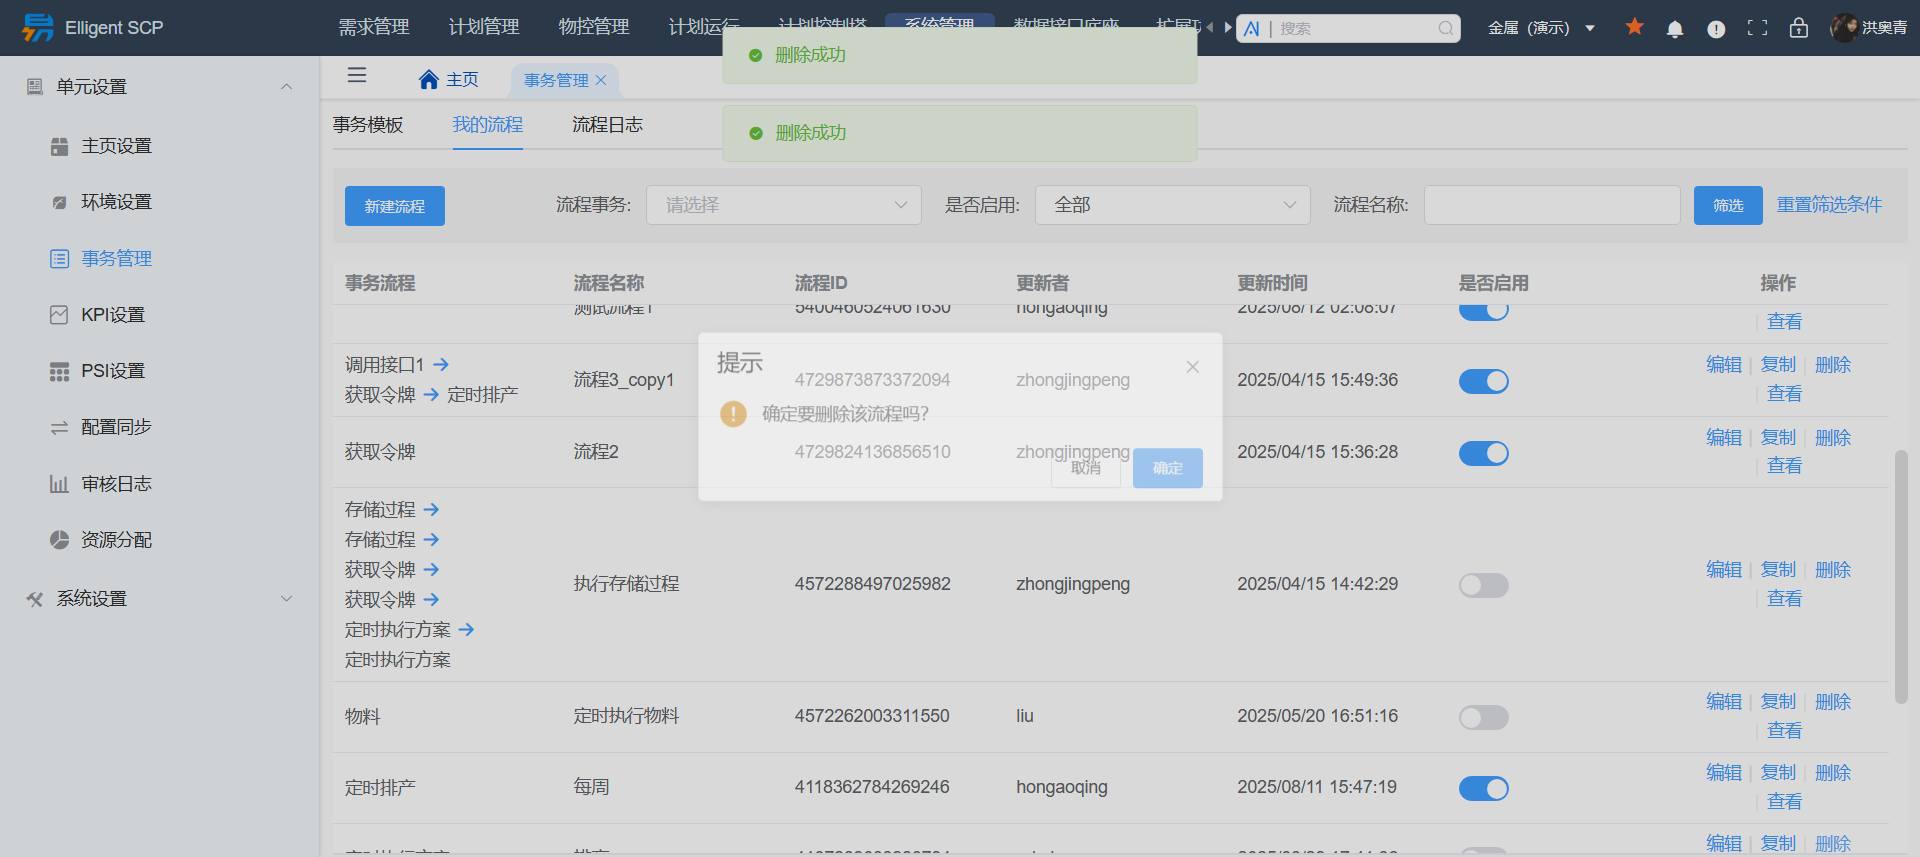 Elligent SCP
需求管理
计划管理
物控管理
计划运行
计划控制塔
系统管理
数据接口底座
搜索
金属（演示）
洪奥青
删除成功
删除成功
单元设置
主页设置
环境设置
事务管理
KPI设置
PSI设置
配置同步
审核日志
资源分配
系统设置
主页
事务管理
事务模板
我的流程
流程日志
新建流程
流程事务:
请选择
是否启用:
全部
流程名称:
筛选
重置筛选条件
事务流程 流程名称 流程ID 更新者 更新时间 是否启用 操作
测试流程1 5400460524061630 hongaoqing 2025/08/12 02:08:07
查看
调用接口1
获取令牌 定时排产
流程3_copy1 4729873873372094 zhongjingpeng 2025/04/15 15:49:36
编辑 复制 删除
查看
获取令牌 流程2 4729824136856510 zhongjingpeng 2025/04/15 15:36:28
编辑 复制 删除
查看
提示
确定要删除该流程吗?
取消 确定
存储过程
存储过程
获取令牌
获取令牌
定时执行方案
定时执行方案
执行存储过程 4572288497025982 zhongjingpeng 2025/04/15 14:42:29
编辑 复制 删除
查看
物料 定时执行物料 4572262003311550 liu 2025/05/20 16:51:16
编辑 复制 删除
查看
定时排产 每周 4118362784269246 hongaoqing 2025/08/11 15:47:19
编辑 复制 删除
查看
编辑 复制 删除